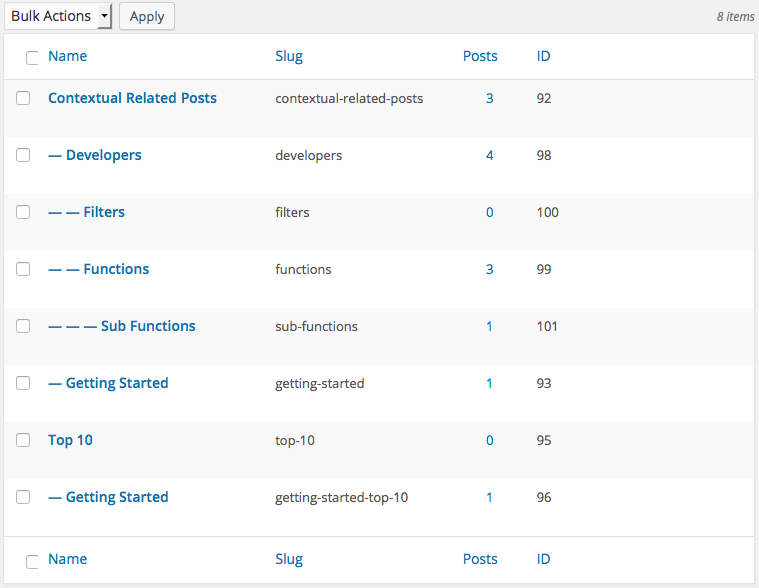 Bulk Actions Apply 8 items
Name Slug Posts ID
Contextual Related Posts contextual-related-posts 3 92
— Developers developers 4 98
— — Filters filters 0 100
— — Functions functions 3 99
— — — Sub Functions sub-functions 1 101
— Getting Started getting-started 1 93
Top 10 top-10 0 95
— Getting Started getting-started-top-10 1 96
Name Slug Posts ID